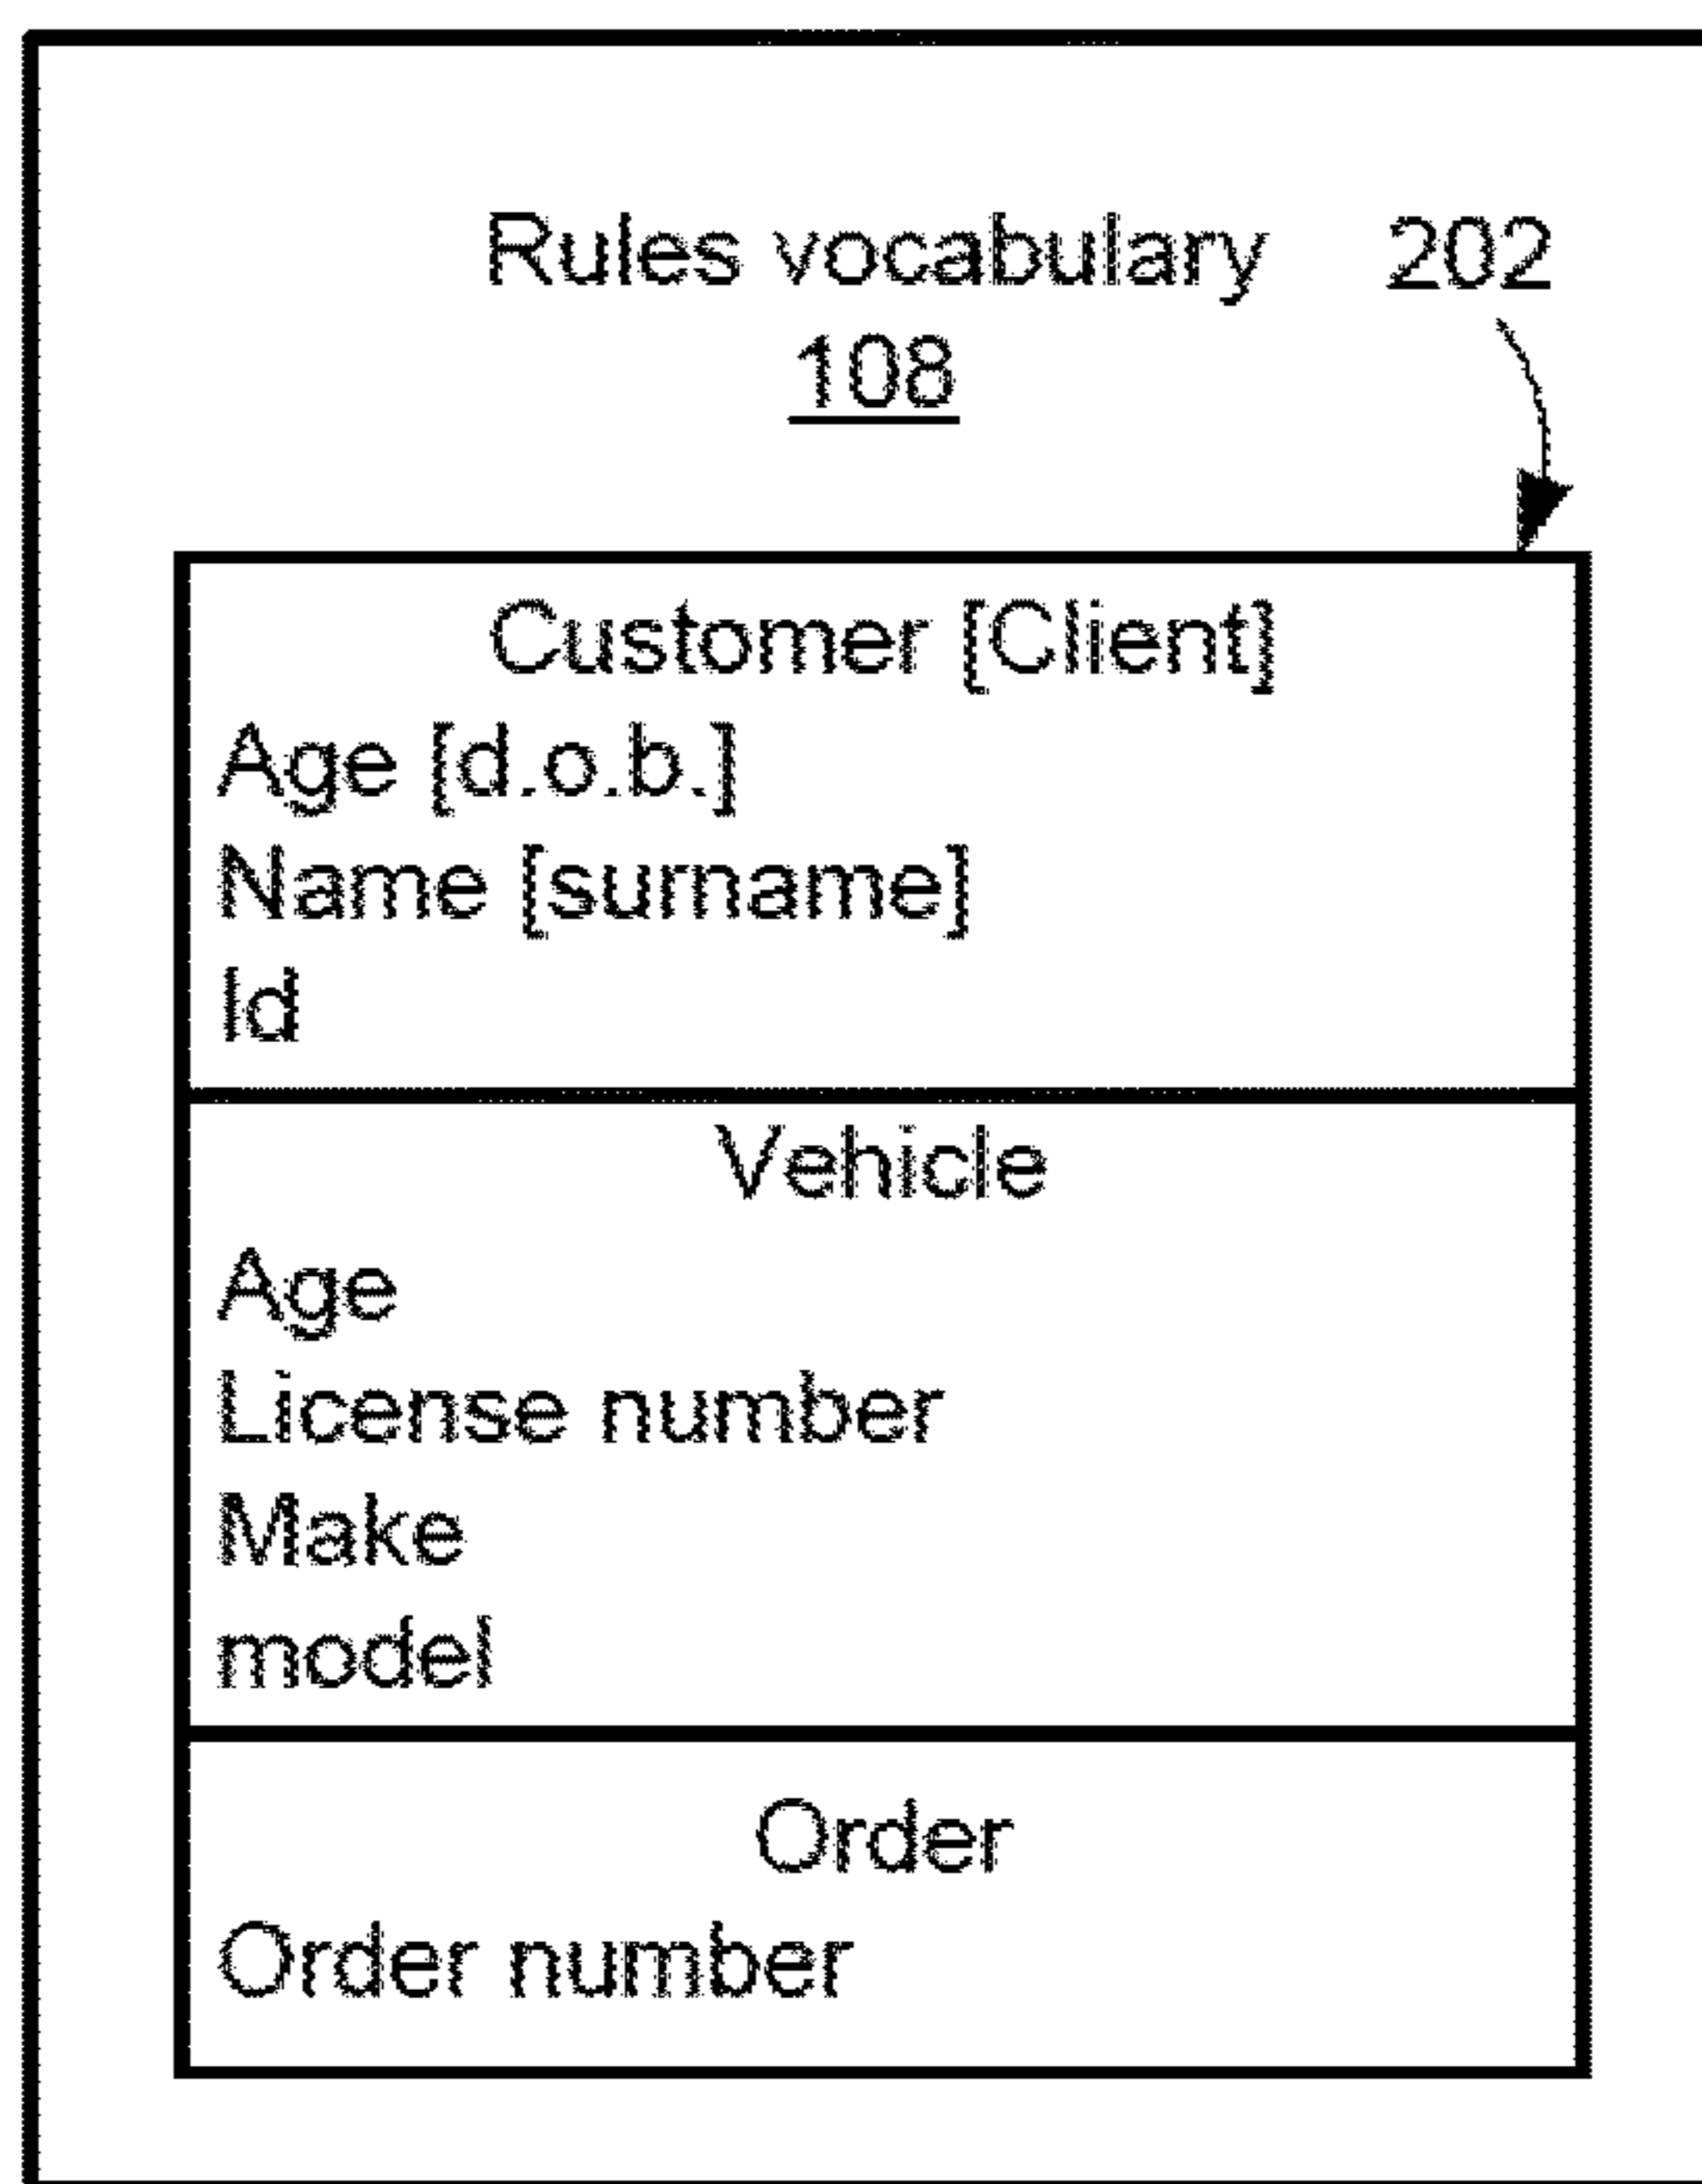 Rules vocabulary 202
108
Customer [Client]
Age [d.o.b.]
Name [surname]
Id
Vehicle
Age
License number
Make
model
Order
Order number